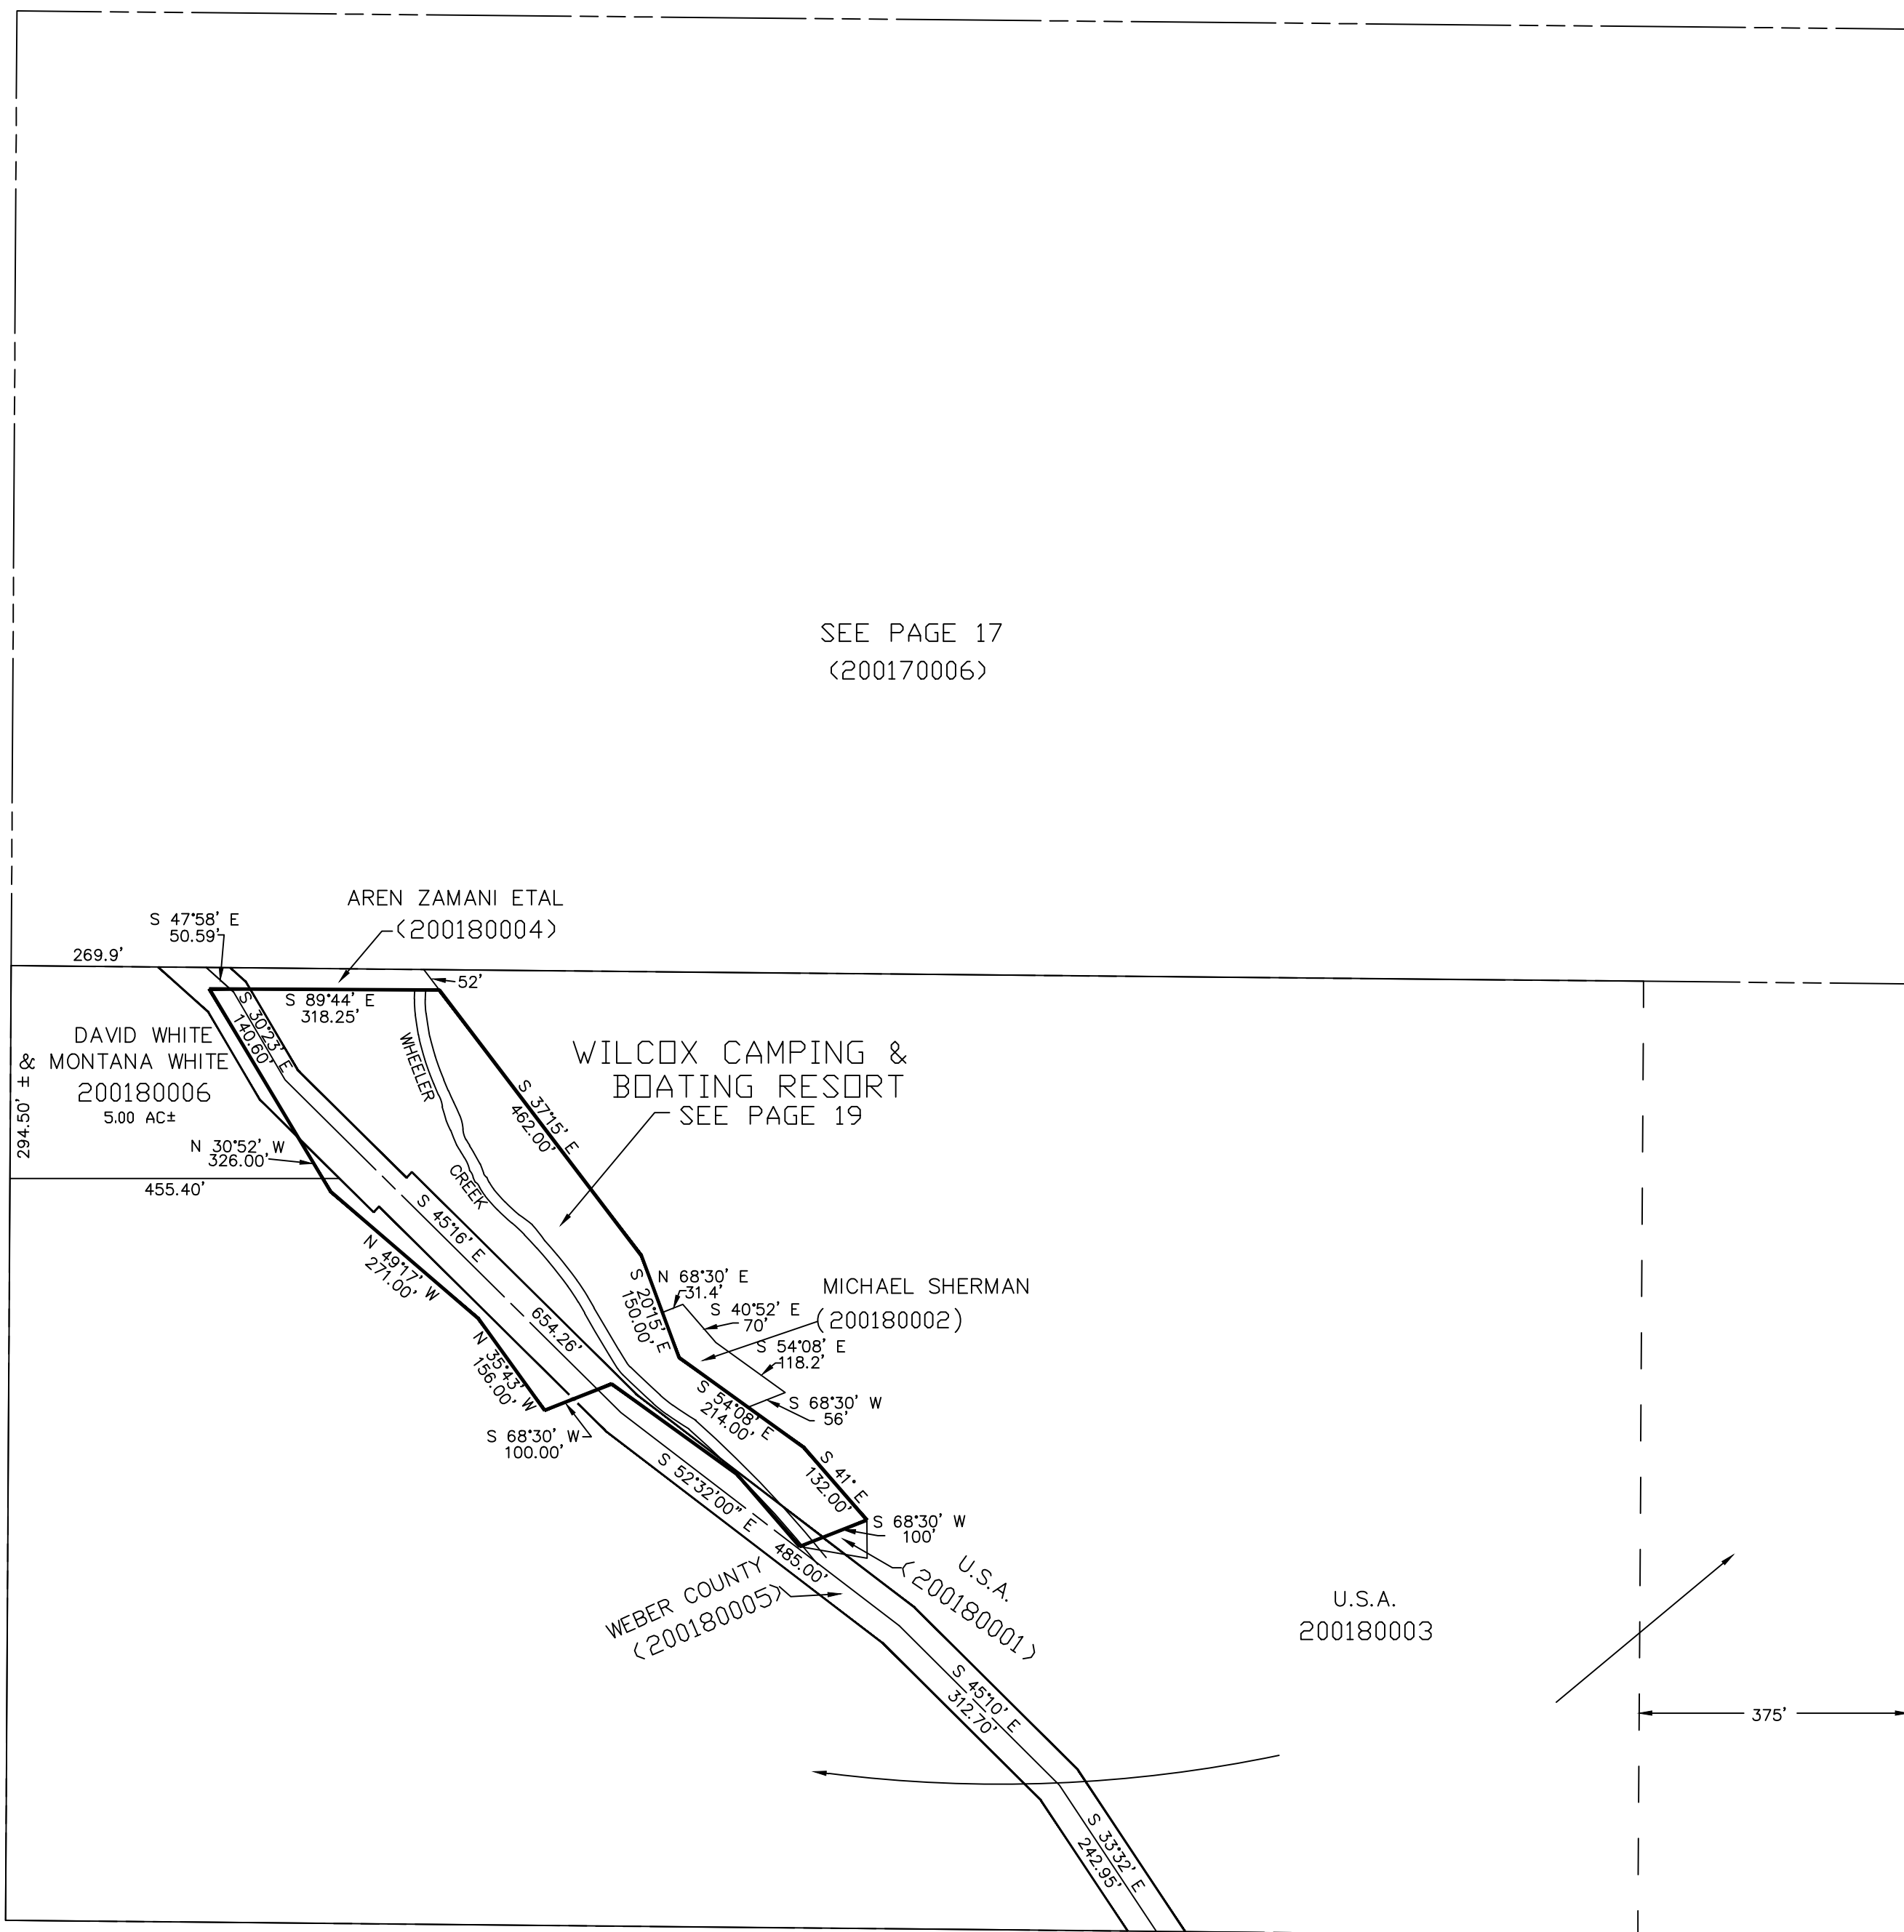 SEE PAGE 17
(200170006)
AREN ZAMANI ETAL
(200180004)
S 47°58' E
50.59'
269.9'
52'
S 89°44' E
318.25'
S 30°23' E
140.60'
DAVID WHITE
& MONTANA WHITE
200180006
5.00 AC±
294.50' ±
WHEELER
CREEK
WILCOX CAMPING &
BOATING RESORT
SEE PAGE 19
S 37°15' E
462.00'
N 30°52' W
326.00'
455.40'
S 45°16' E
654.26'
N 49°17' W
271.00'
N 35°43' W
156.00'
S 20°15' E
150.00'
N 68°30' E
31.4'
S 40°52' E
70'
MICHAEL SHERMAN
(200180002)
S 54°08' E
118.2'
S 54°08' E
214.00'
S 68°30' W
56'
S 68°30' W
100.00'
S 41° E
132.00'
S 52°32'00" E
485.00'
S 68°30' W
100'
U.S.A.
(200180001)
WEBER COUNTY
(200180005)
U.S.A.
200180003
S 45°10' E
312.70'
375'
S 33°32' E
242.95'